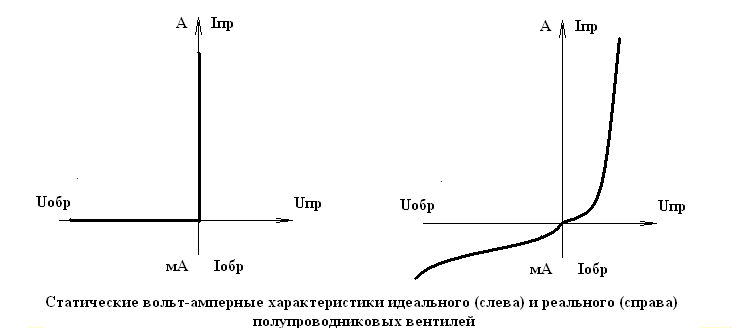 А Iпр
Uобр Uпр
мА Iобр
А Iпр
Uобр Uпр
мА Iобр
Статические вольт-амперные характеристики идеального (слева) и реального (справа)
полупроводниковых вентилей